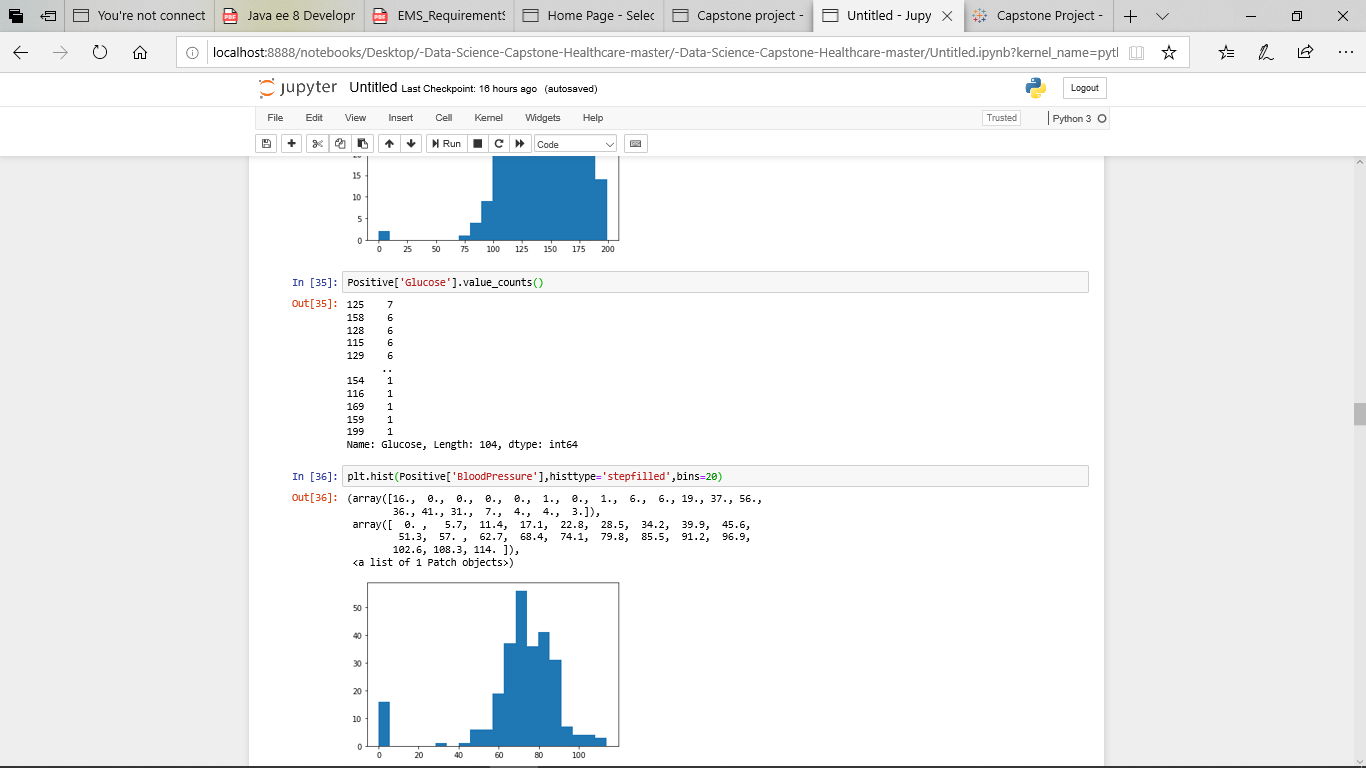 You're not connect
Java ee 8 Developr
EMS_Requirements
Home Page - Selec
Capstone project -
Untitled - Jupy
Capstone Project -
localhost:8888/notebooks/Desktop/-Data-Science-Capstone-Healthcare-master/-Data-Science-Capstone-Healthcare-master/Untitled.ipynb?kernel_name=pytl
jupyter Untitled Last Checkpoint: 16 hours ago (autosaved)
Logout
File Edit View Insert Cell Kernel Widgets Help
Trusted
Python 3
Run
Code
20
15
10
5
0
0 25 50 75 100 125 150 175 200
In [35]: Positive['Glucose'].value_counts()
Out[35]: 125 7
158 6
128 6
115 6
129 6
..
154 1
116 1
169 1
159 1
199 1
Name: Glucose, Length: 104, dtype: int64
In [36]: plt.hist(Positive['BloodPressure'],histtype='stepfilled',bins=20)
Out[36]: (array([16., 0., 0., 0., 0., 1., 0., 1., 6., 6., 19., 37., 56.,
36., 41., 31., 7., 4., 4., 3.]),
array([ 0. , 5.7, 11.4, 17.1, 22.8, 28.5, 34.2, 39.9, 45.6,
51.3, 57. , 62.7, 68.4, 74.1, 79.8, 85.5, 91.2, 96.9,
102.6, 108.3, 114. ]),
<a list of 1 Patch objects>)
50
40
30
20
10
0
0 20 40 60 80 100